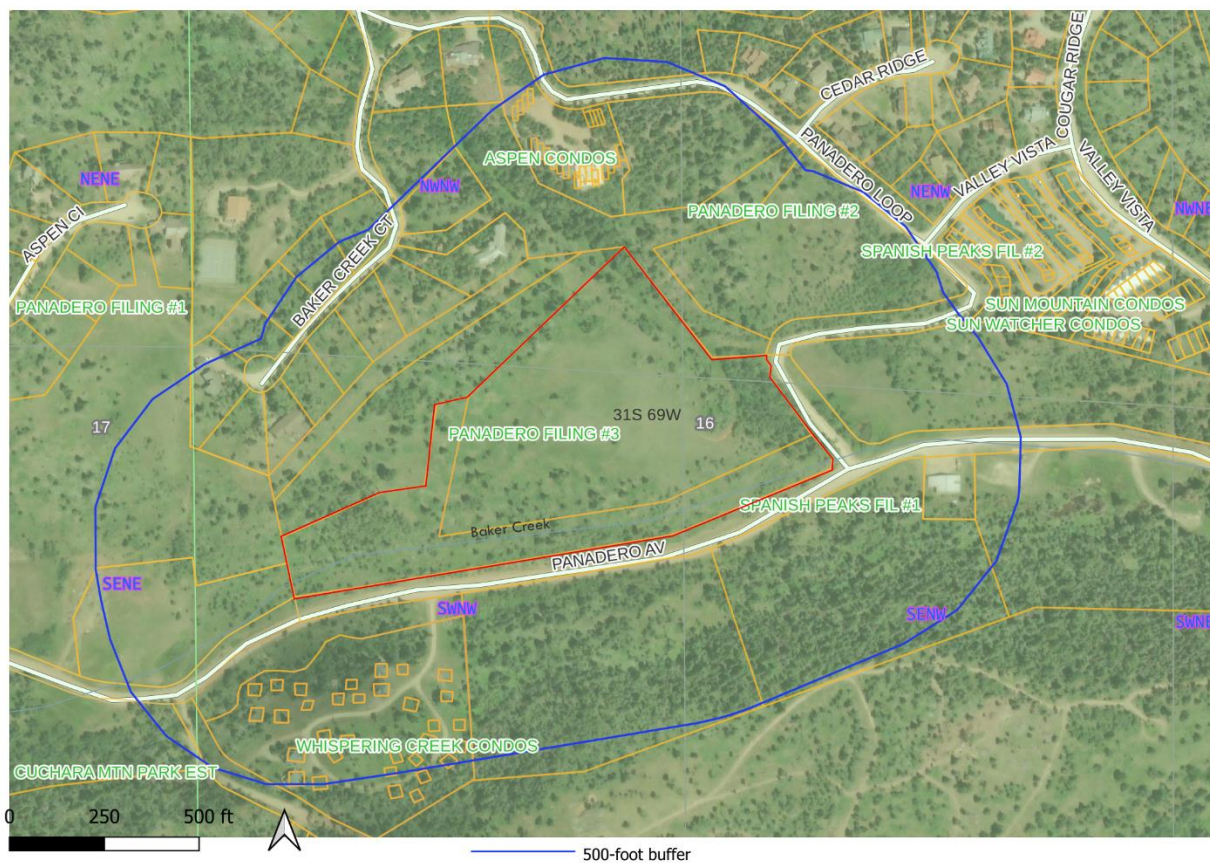 CEDAR RIDGE
COUGAR RIDGE
ASPEN CONDOS
PANADERO LOOP
VALLEY VISTA
VALLEY VISTA
NENE
NWNW
NENW
NWNE
ASPEN CI
BAKER CREEK CT
PANADERO FILING #2
SPANISH PEAKS FIL #2
PANADERO FILING #1
SUN MOUNTAIN CONDOS
SUN WATCHER CONDOS
31S 69W
16
17
PANADERO FILING #3
SPANISH PEAKS FIL #1
Baker Creek
PANADERO AV
SENE
SWNW
SENW
SWNE
WHISPERING CREEK CONDOS
CUCHARA MTN PARK EST
0 250 500 ft
500-foot buffer